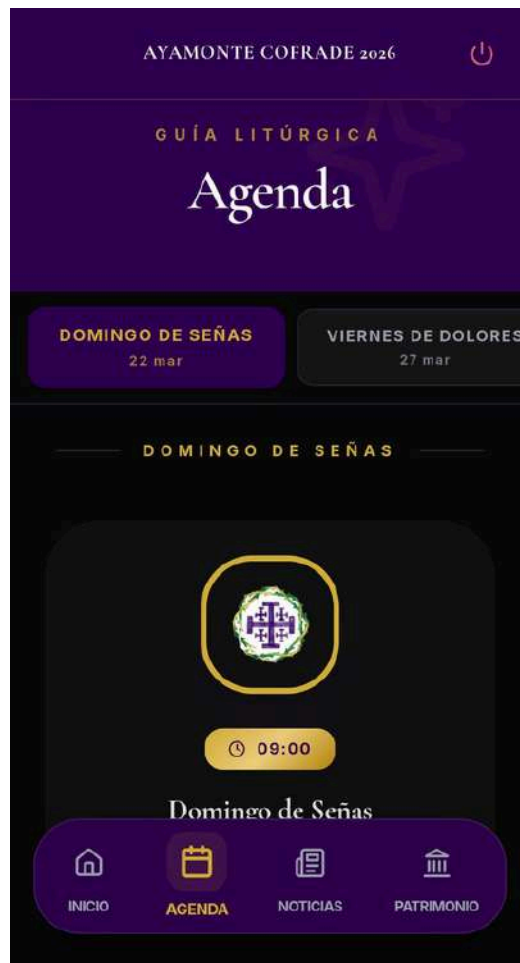 AYAMONTE COFRADE 2026
GUÍA LITÚRGICA
Agenda
DOMINGO DE SEÑAS
22 mar
VIERNES DE DOLORES
27 mar
DOMINGO DE SEÑAS
09:00
Domingo de Señas
INICIO
AGENDA
NOTICIAS
PATRIMONIO